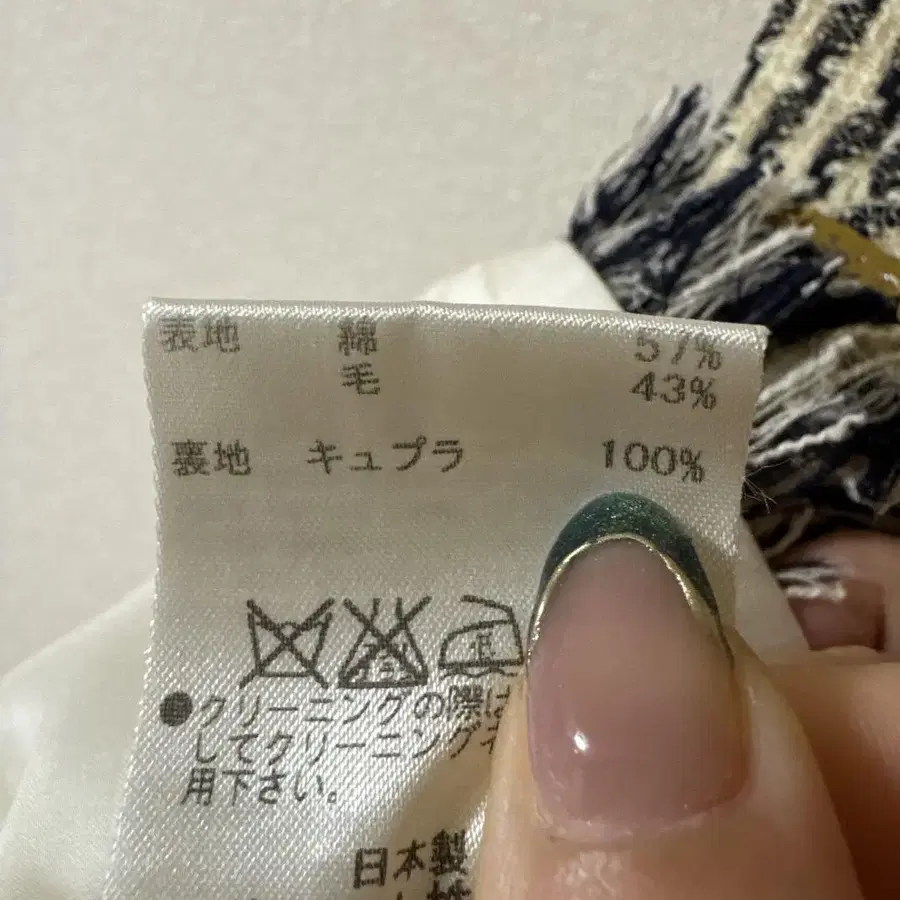 表地 綿 57%
毛 43%
裏地 キュプラ 100%
●クリーニングの際は
してクリーニング
用下さい。
日本製